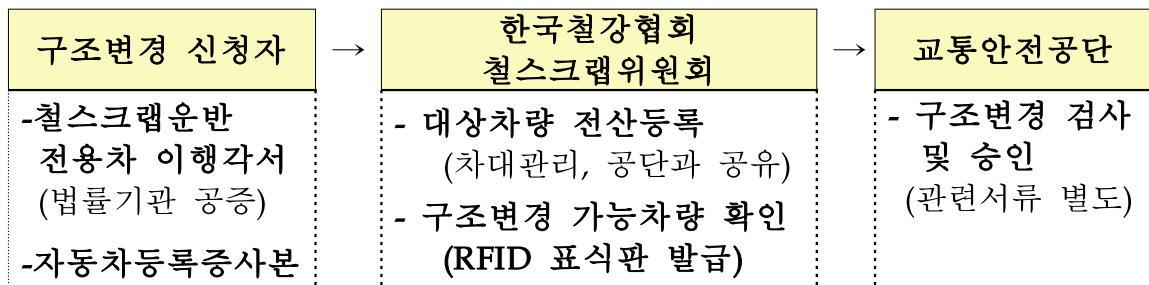 구조변경 신청자
→
한국철강협회
철스크랩위원회
→
교통안전공단
-철스크랩운반
전용차 이행각서
(법률기관 공증)
-자동차등록증사본
- 대상차량 전산등록
(차대관리, 공단과 공유)
- 구조변경 가능차량 확인
(RFID 표식판 발급)
- 구조변경 검사
및 승인
(관련서류 별도)